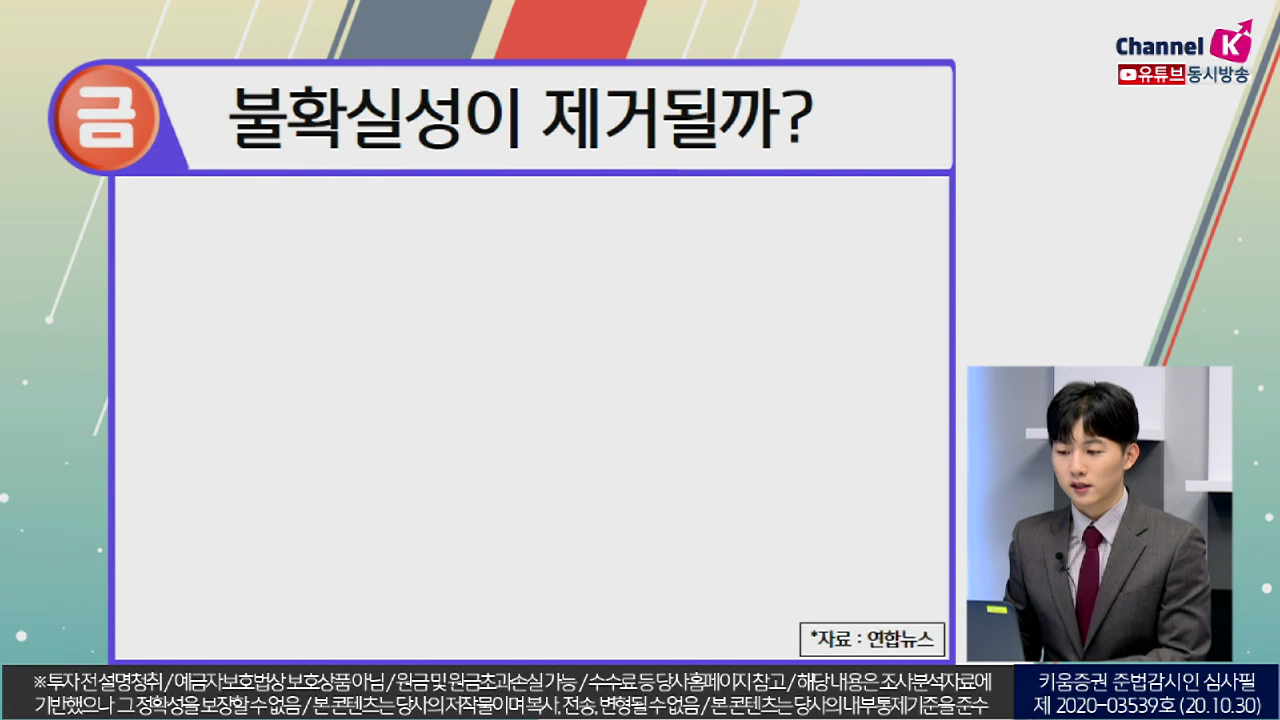 Channel K
유튜브 동시방송
금
불확실성이 제거될까?
*자료 : 연합뉴스
※ 투자 전 설명청취 / 예금자보호법상 보호상품 아님 / 원금 및 원금초과손실 가능 / 수수료 등 당사홈페이지 참고 / 해당 내용은 조사분석자료에
기반했으나 그 정확성을 보장할 수 없음 / 본 콘텐츠는 당사의 저작물이며 복사, 전송, 변형될 수 없음 / 본 콘텐츠는 당사의 내부통제기준을 준수
키움증권 준법감시인 심사필
제 2020-03539호 (20.10.30)